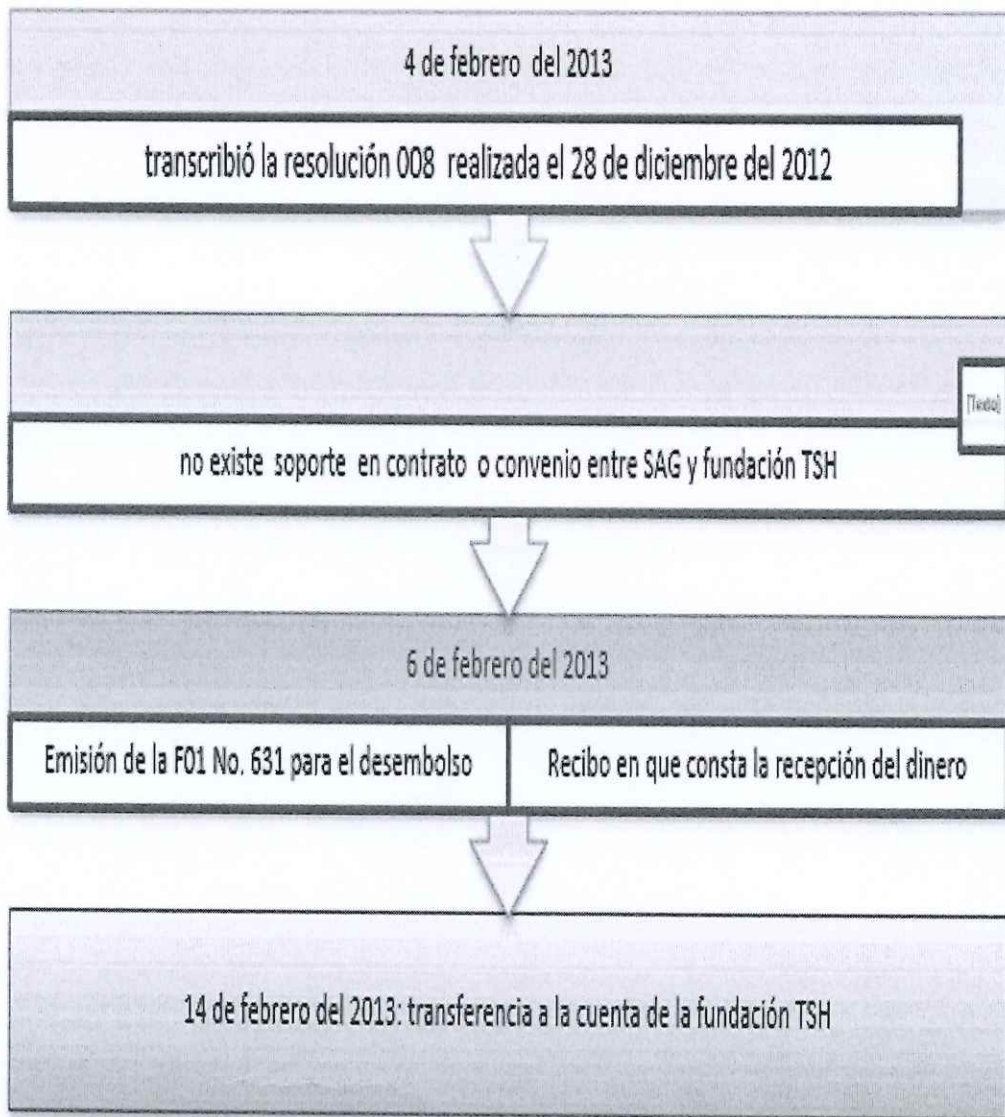 4 de febrero del 2013
transcribió la resolución 008 realizada el 28 de diciembre del 2012
[Texto]
no existe soporte en contrato o convenio entre SAG y fundación TSH
6 de febrero del 2013
Emisión de la F01 No. 631 para el desembolso
Recibo en que consta la recepción del dinero
14 de febrero del 2013: transferencia a la cuenta de la fundación TSH